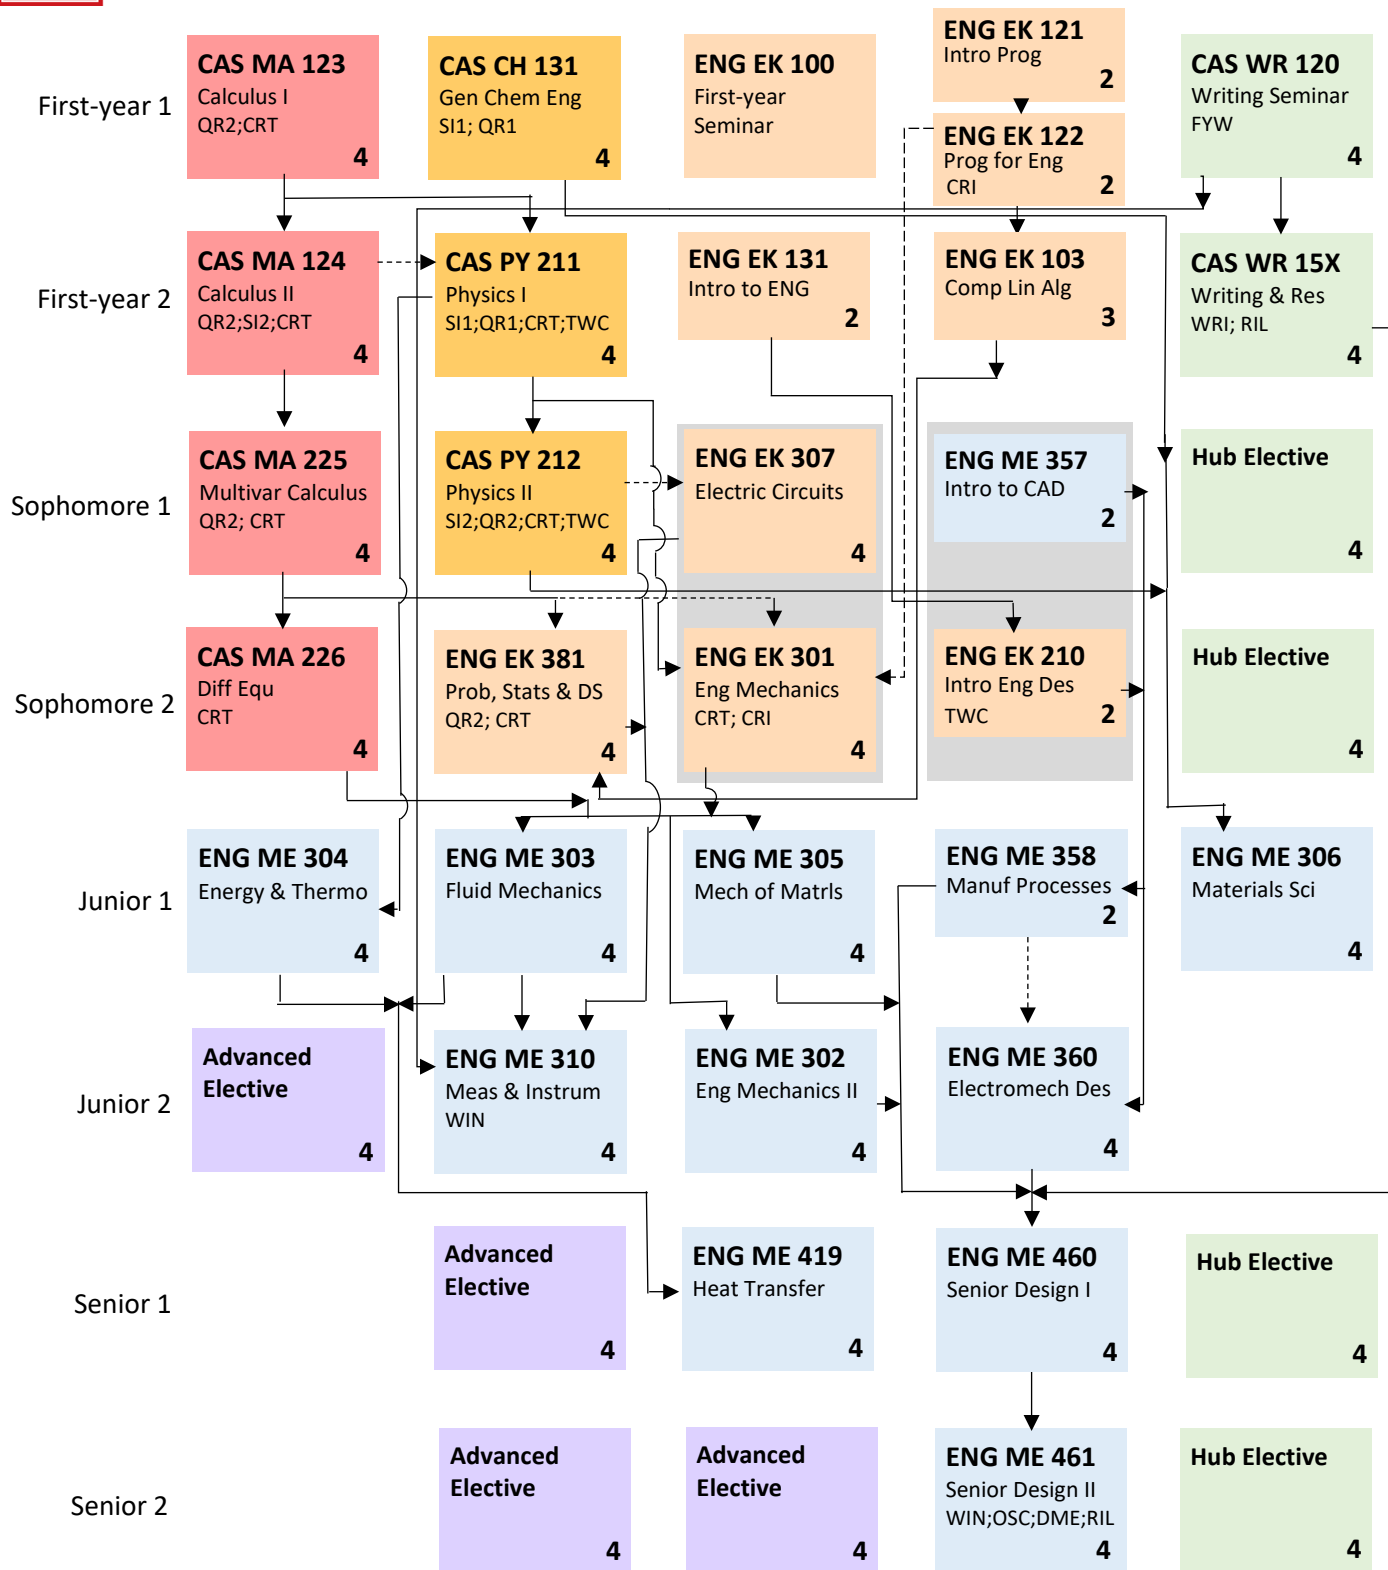 First-year 1
CAS MA 123
Calculus I
QR2;CRT
4
CAS CH 131
Gen Chem Eng
SI1; QR1
4
ENG EK 100
First-year
Seminar
ENG EK 121
Intro Prog
2
ENG EK 122
Prog for Eng
CRI
2
CAS WR 120
Writing Seminar
FYW
4
First-year 2
CAS MA 124
Calculus II
QR2;SI2;CRT
4
CAS PY 211
Physics I
SI1;QR1;CRT;TWC
4
ENG EK 131
Intro to ENG
2
ENG EK 103
Comp Lin Alg
3
CAS WR 15X
Writing & Res
WRI; RIL
4
Sophomore 1
CAS MA 225
Multivar Calculus
QR2; CRT
4
CAS PY 212
Physics II
SI2;QR2;CRT;TWC
4
ENG EK 307
Electric Circuits
4
ENG ME 357
Intro to CAD
2
Hub Elective
4
Sophomore 2
CAS MA 226
Diff Equ
CRT
4
ENG EK 381
Prob, Stats & DS
QR2; CRT
4
ENG EK 301
Eng Mechanics
CRT; CRI
4
ENG EK 210
Intro Eng Des
TWC
2
Hub Elective
4
Junior 1
ENG ME 304
Energy & Thermo
4
ENG ME 303
Fluid Mechanics
4
ENG ME 305
Mech of Matrls
4
ENG ME 358
Manuf Processes
2
ENG ME 306
Materials Sci
4
Junior 2
Advanced
Elective
4
ENG ME 310
Meas & Instrum
WIN
4
ENG ME 302
Eng Mechanics II
4
ENG ME 360
Electromech Des
4
Senior 1
Advanced
Elective
4
ENG ME 419
Heat Transfer
4
ENG ME 460
Senior Design I
4
Hub Elective
4
Senior 2
Advanced
Elective
4
Advanced
Elective
4
ENG ME 461
Senior Design II
WIN;OSC;DME;RIL
4
Hub Elective
4